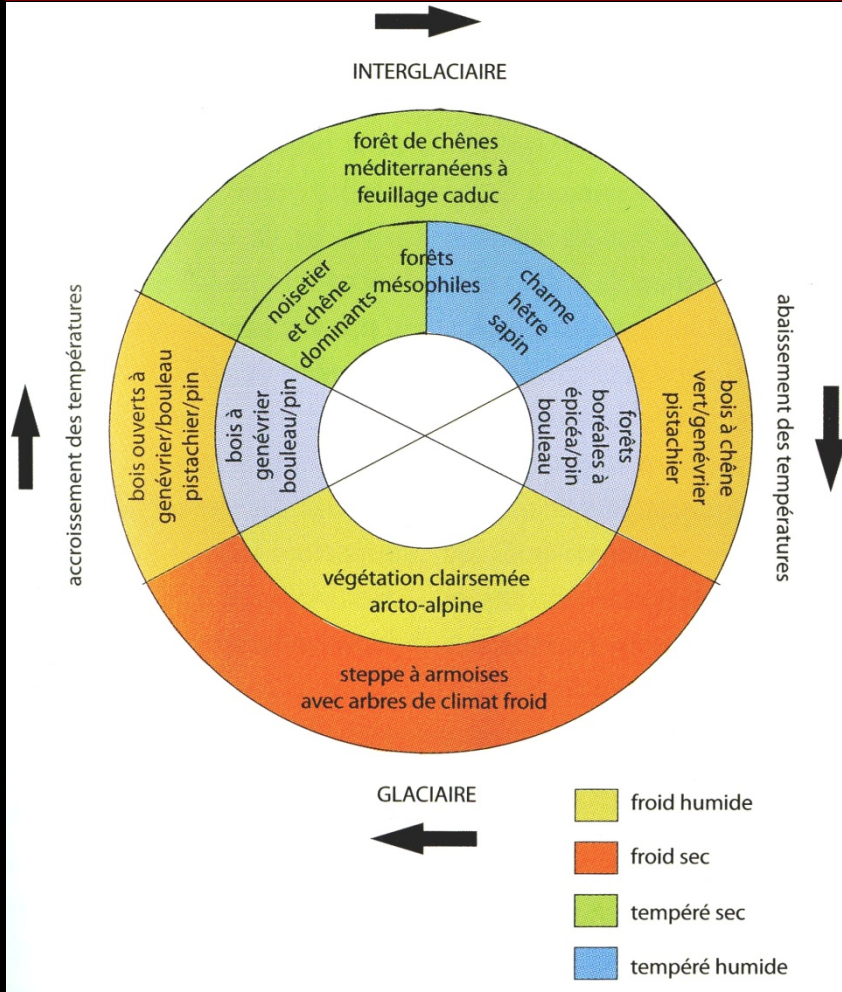 INTERGLACIAIRE
forêt de chênes
méditerranéens à
feuillage caduc
forêts
mésophiles
noisetier
et chêne
dominants
charme
hêtre
sapin
accroissement des températures
bois ouverts à
genévrier/bouleau
pistachier/pin
bois à
genévrier
bouleau/pin
forêts
boréales à
épicéa/pin
bouleau
bois à chêne
vert/genévrier
pistachier
abaissement des températures
végétation clairsemée
arcto-alpine
steppe à armoises
avec arbres de climat froid
GLACIAIRE
froid humide
froid sec
tempéré sec
tempéré humide